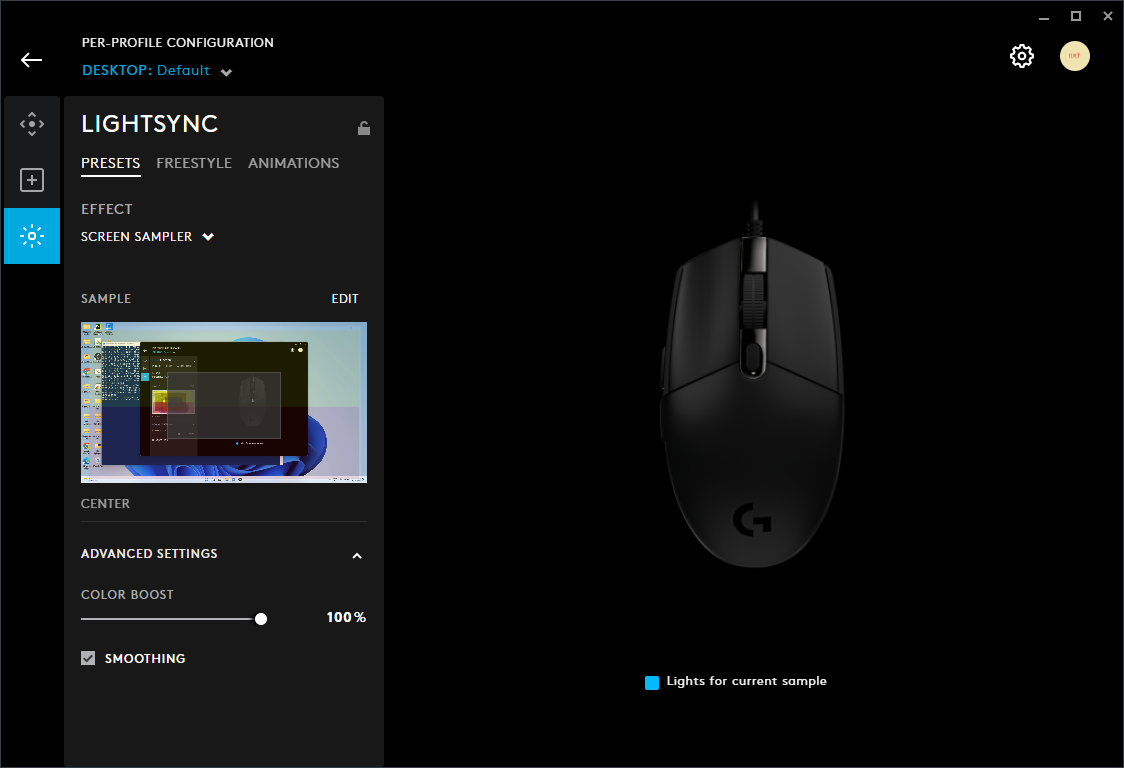 PER-PROFILE CONFIGURATION
DESKTOP: Default
LIGHTSYNC
PRESETS FREESTYLE ANIMATIONS
EFFECT
SCREEN SAMPLER
SAMPLE EDIT
CENTER
ADVANCED SETTINGS
COLOR BOOST
100%
SMOOTHING
Lights for current sample